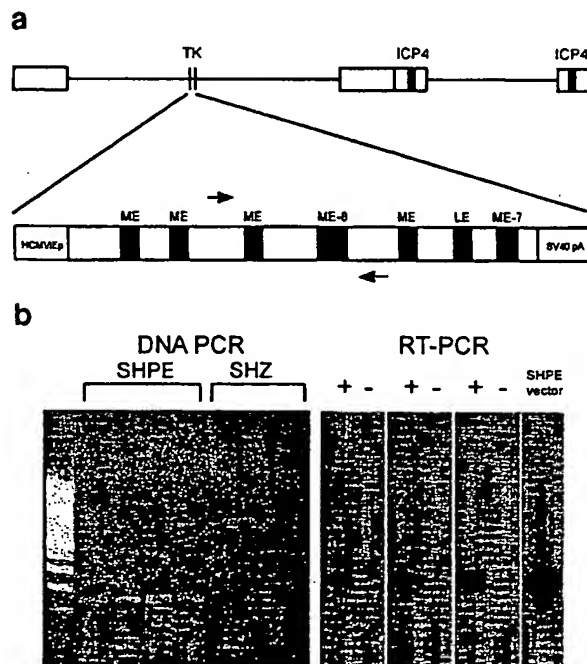 a
TK
ICP4
ICP4
ME
ME
ME
ME-8
ME
LE
ME-7
HCMVIEp
SV40 pA
b
DNA PCR
RT-PCR
SHPE
SHZ
+ - + - + -
SHPE
vector